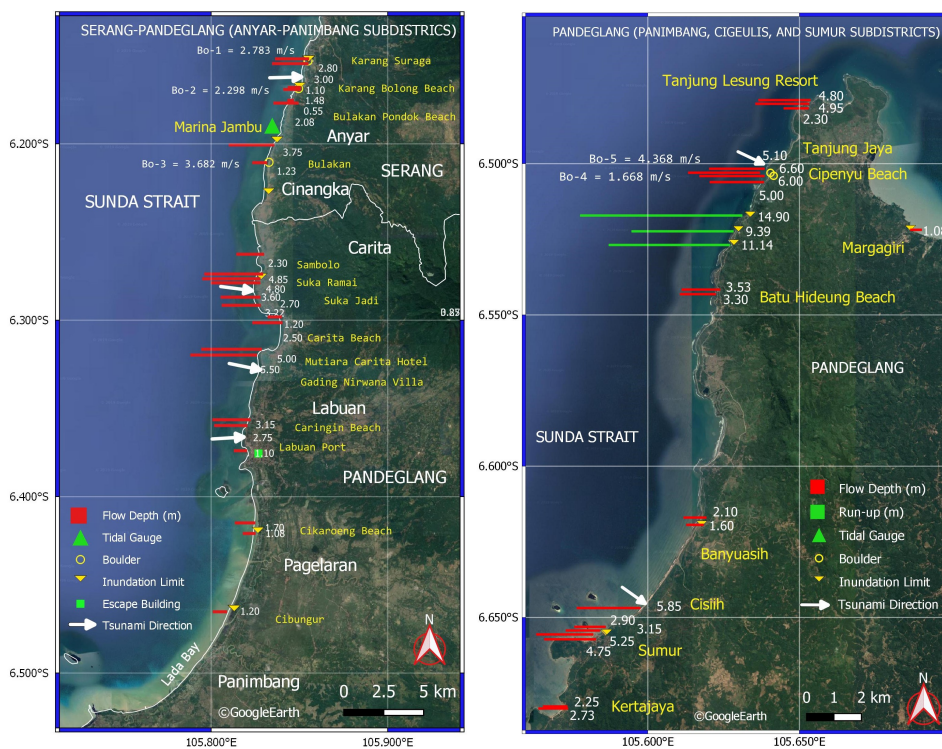 SERANG-PANDEGLANG (ANYAR-PANIMBANG SUBDISTRICS)
Bo-1 = 2.783 m/s
Karang Suraga
2.80
3.00
Bo-2 = 2.298 m/s
1.10
Karang Bolong Beach
1.48
0.55
Bulakan Pondok Beach
2.08
Marina Jambu
Anyar
6.200°S
3.75
Bo-3 = 3.682 m/s
1.23
Bulakan
SERANG
Cinangka
SUNDA STRAIT
Carita
2.30
Sambolo
4.85
Suka Ramai
4.80
3.60
2.70
Suka Jadi
3.22
6.300°S
1.20
2.50
Carita Beach
5.00
Mutiara Carita Hotel
5.50
Gading Nirwana Villa
Labuan
3.15
Caringin Beach
2.75
Labuan Port
1.10
PANDEGLANG
6.400°S
Flow Depth (m)
Tidal Gauge
Boulder
Inundation Limit
Escape Building
Tsunami Direction
1.70
1.08
Cikaroeng Beach
Pagelaran
1.20
Cibungur
Lada Bay
N
6.500°S
Panimbang
0 2.5 5 km
©GoogleEarth
105.800°E
105.900°E
PANDEGLANG (PANIMBANG, CIGEULIS, AND SUMUR SUBDISTRICTS)
Tanjung Lesung Resort
4.80
4.95
2.30
Tanjung Jaya
6.500°S
Bo-5 = 4.368 m/s
5.10
6.60
Bo-4 = 1.668 m/s
Cipenyu Beach
6.00
5.00
14.90
9.39
11.14
1.08
Margagiri
3.53
3.30
Batu Hideung Beach
6.550°S
PANDEGLANG
SUNDA STRAIT
6.600°S
2.10
1.60
Banyuasih
Flow Depth (m)
Run-up (m)
Tidal Gauge
Boulder
Inundation Limit
Tsunami Direction
5.85
Cislih
6.650°S
2.90
3.15
5.25
4.75
Sumur
2.25
2.73
Kertajaya
N
0 1 2 km
©GoogleEarth
105.600°E
105.650°E